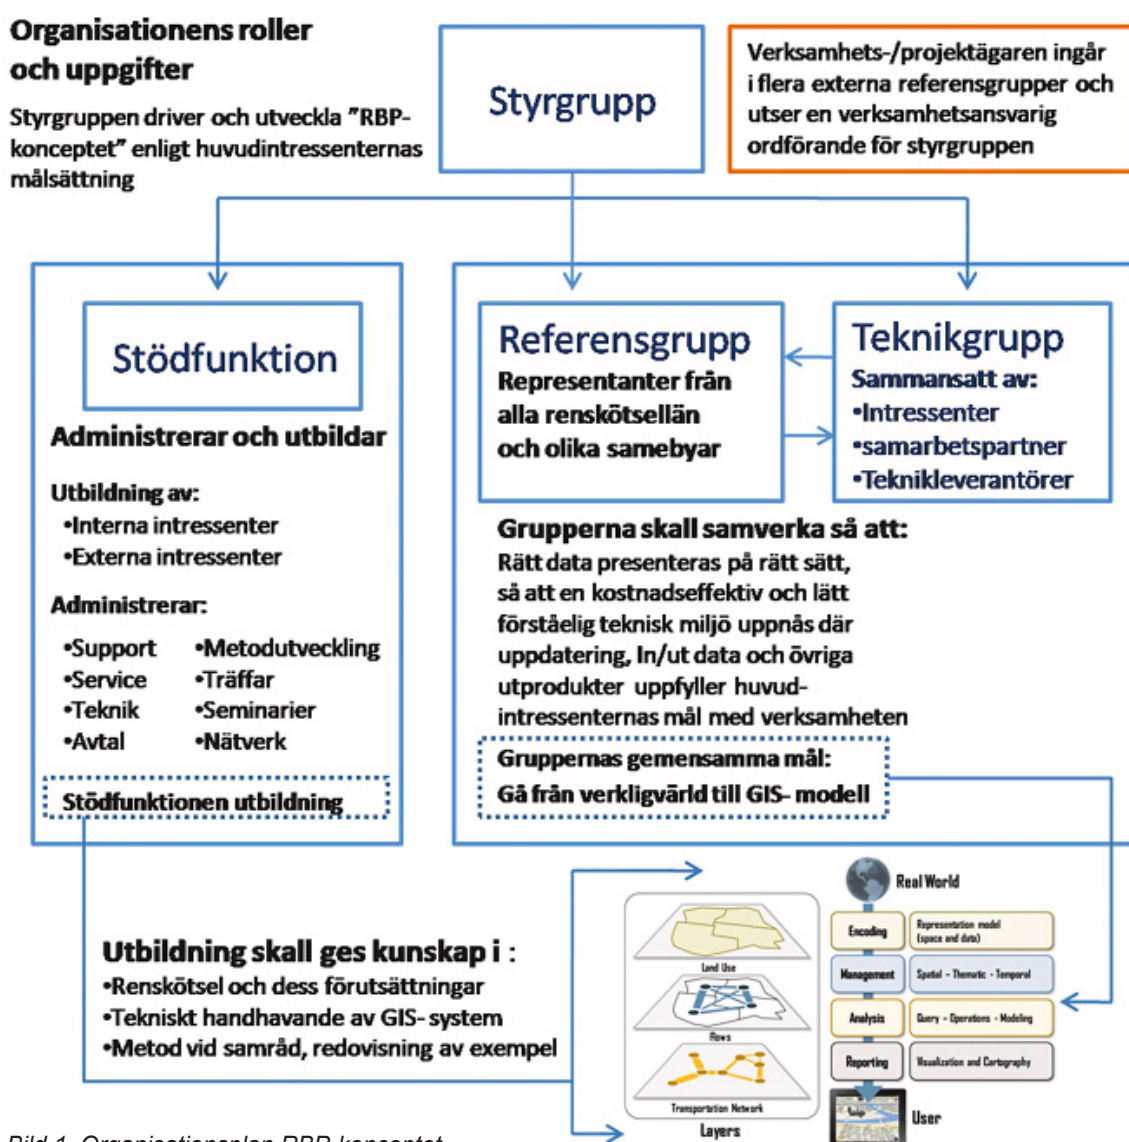 Organisationens roller
och uppgifter
Styrgruppen driver och utveckla ”RBP-
konceptet” enligt huvudintressenternas
målsättning
Styrgrupp
Verksamhets-/projektägaren ingår
i flera externa referensgrupper och
utser en verksamhetsansvarig
ordförande för styrgruppen
Stödfunktion
Administrerar och utbildar
Utbildning av:
•Interna intressenter
•Externa intressenter
Administrerar:
•Support
•Service
•Teknik
•Avtal
•Metodutveckling
•Träffar
•Seminarier
•Nätverk
Stödfunktionen utbildning
Referensgrupp
Representanter från
alla renskötsellän
och olika samebyar
Teknikgrupp
Sammansatt av:
•Intressenter
•samarbetspartner
•Teknikleverantörer
Grupperna skall samverka så att:
Rätt data presenteras på rätt sätt,
så att en kostnadseffektiv och lätt
förståelig teknisk miljö uppnås där
uppdatering, In/ut data och övriga
utprodukter uppfyller huvud-
intressenternas mål med verksamheten
Gruppernas gemensamma mål:
Gå från verkligvärld till GIS- modell
Utbildning skall ges kunskap i :
•Renskötsel och dess förutsättningar
•Tekniskt handhavande av GIS- system
•Metod vid samråd, redovisning av exempel
Land Use
Flows
Transportation Network
Layers
Real World
Encoding
Representation model
(space and data)
Management
Spatial - Thematic - Temporal
Analysis
Query - Operations - Modeling
Reporting
Visualization and Cartography
User
Bild 1. Organisationsplan RBP-konceptet